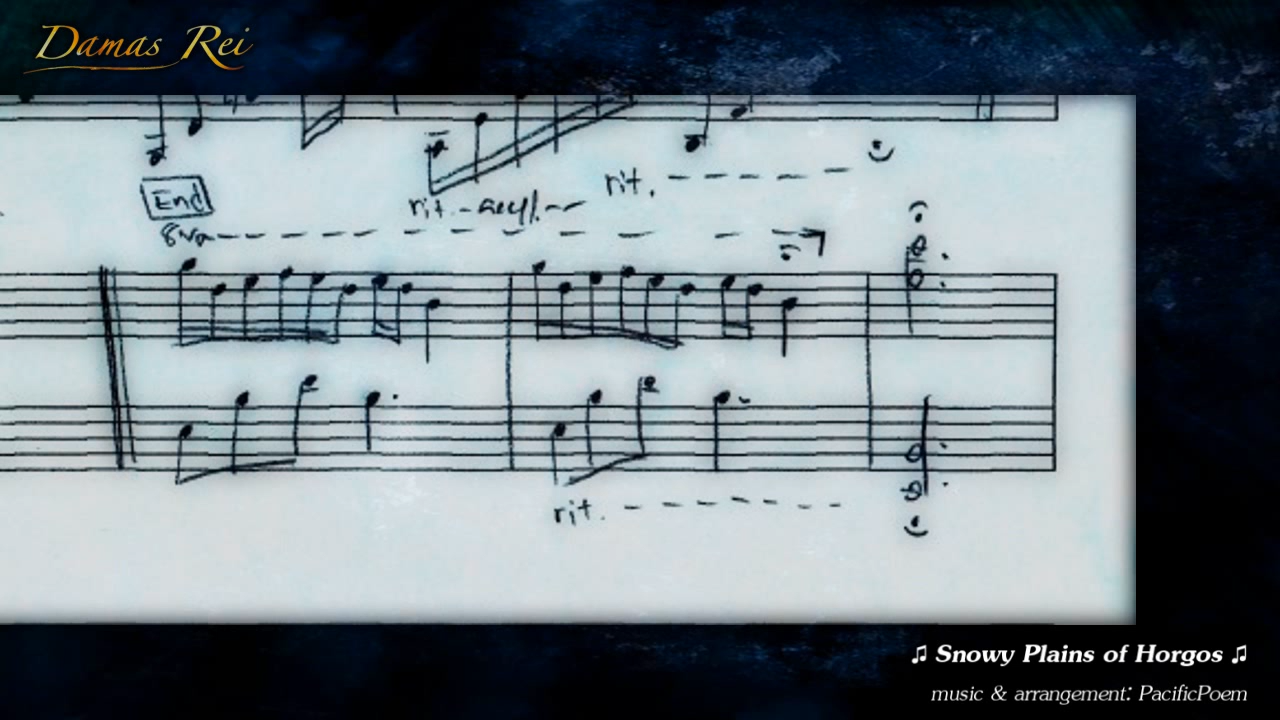 Damas Rei
rit.
End
rit. - accel. --
8va
rit.
♫ Snowy Plains of Horgos ♫
music & arrangement: PacificPoem